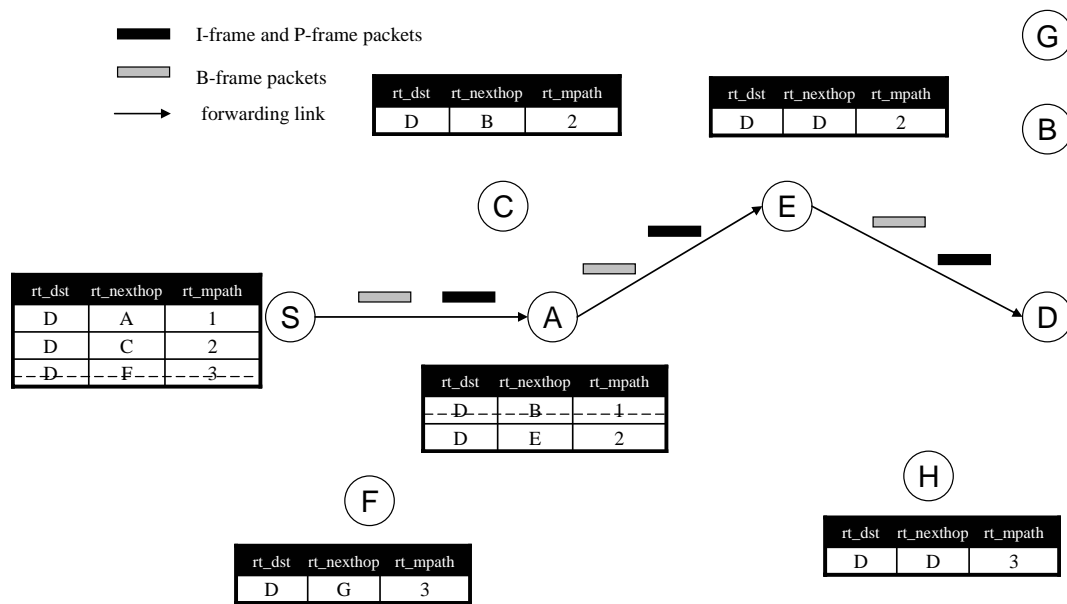 I-frame and P-frame packets
B-frame packets
forwarding link
G
B
rt_dst rt_nexthop rt_mpath
D B 2
rt_dst rt_nexthop rt_mpath
D D 2
C
E
rt_dst rt_nexthop rt_mpath
D A 1
D C 2
D F 3
S
A
D
rt_dst rt_nexthop rt_mpath
D B 1
D E 2
F
H
rt_dst rt_nexthop rt_mpath
D G 3
rt_dst rt_nexthop rt_mpath
D D 3